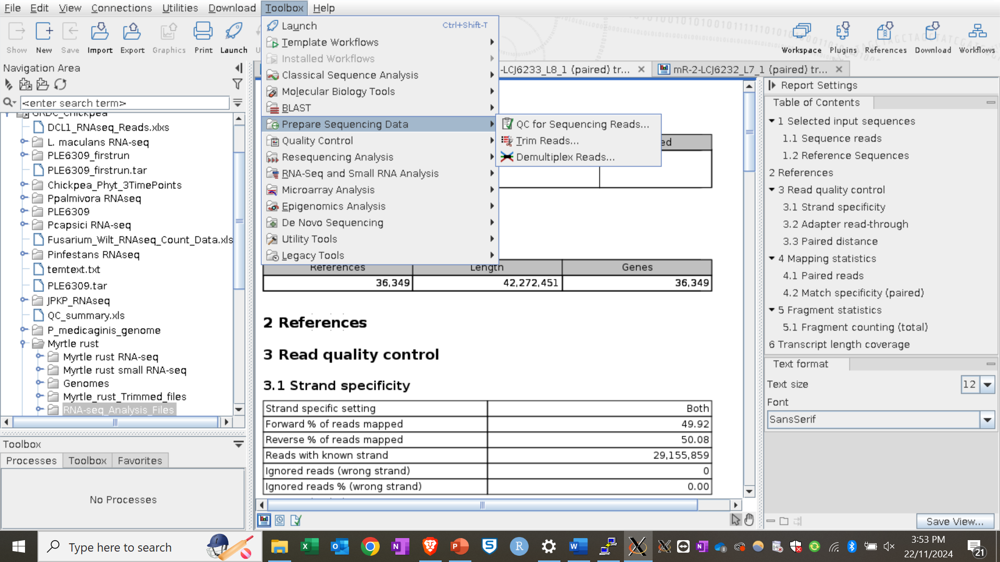 File Edit View Connections Utilities Download Toolbox Help
Show New Save Import Export Graphics Print Launch
Workspace Plugins References Download Workflows
Launch Ctrl+Shift-T
Template Workflows
Installed Workflows
Classical Sequence Analysis
Molecular Biology Tools
BLAST
Prepare Sequencing Data
Quality Control
Resequencing Analysis
RNA-Seq and Small RNA Analysis
Microarray Analysis
Epigenomics Analysis
De Novo Sequencing
Utility Tools
Legacy Tools
QC for Sequencing Reads...
Trim Reads...
Demultiplex Reads...
Navigation Area
<enter search term>
GRDC_Chickpea
DCL1_RNAseq_Reads.xlxs
L. maculans RNA-seq
PLE6309_firstrun
PLE6309_firstrun.tar
Chickpea_Phyt_3TimePoints
Ppalmivora RNAseq
PLE6309
Pcapsici RNA-seq
Fusarium_Wilt_RNAseq_Count_Data.xls
Pinfestans RNAseq
temtext.txt
PLE6309.tar
JPKP_RNAseq
QC_summary.xls
P_medicaginis_genome
Myrtle rust
Myrtle rust RNA-seq
Myrtle rust small RNA-seq
Genomes
Myrtle_rust_Trimmed_files
RNA-seq_Analysis_Files
Toolbox
Processes Toolbox Favorites
No Processes
-LCJ6233_L8_1 (paired) tr... mR-2-LCJ6232_L7_1 (paired) tr...
ed
References Length Genes
36,349 42,272,451 36,349
2 References
3 Read quality control
3.1 Strand specificity
Strand specific setting Both
Forward % of reads mapped 49.92
Reverse % of reads mapped 50.08
Reads with known strand 29,155,859
Ignored reads (wrong strand) 0
Ignored reads % (wrong strand) 0.00
Report Settings
Table of Contents
1 Selected input sequences
1.1 Sequence reads
1.2 Reference Sequences
2 References
3 Read quality control
3.1 Strand specificity
3.2 Adapter read-through
3.3 Paired distance
4 Mapping statistics
4.1 Paired reads
4.2 Match specificity (paired)
5 Fragment statistics
5.1 Fragment counting (total)
6 Transcript length coverage
Text format
Text size 12
Font
SansSerif
Save View...
Type here to search
3:53 PM
22/11/2024
21